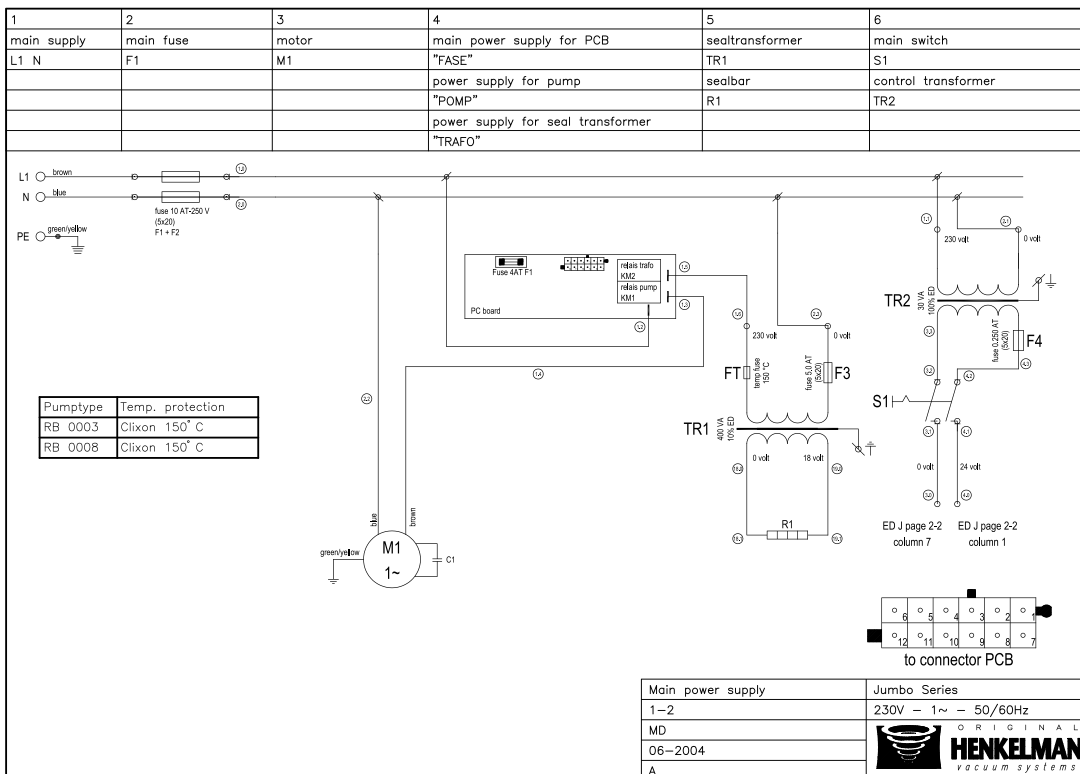 1 2 3 4 5 6
main supply main fuse motor main power supply for PCB sealtransformer main switch
L1 N F1 M1 "FASE" TR1 S1
power supply for pump sealbar control transformer
"POMP" R1 TR2
power supply for seal transformer
"TRAFO"
L1 brown
N blue
fuse 10 AT-250 V
(5x20)
F1 + F2
PE green/yellow
Fuse 4AT F1
relais trafo
KM2
relais pump
KM1
PC board
230 volt 0 volt
TR2
30 VA
100% ED
fuse 0,250 AT
(5x20)
F4
230 volt 0 volt
FT
temp fuse
150 °C
fuse 5,0 AT
(5x20)
F3
S1
TR1
400 VA
10% ED
0 volt 18 volt
0 volt 24 volt
R1
ED J page 2-2
column 7
ED J page 2-2
column 1
Pumptype Temp. protection
RB 0003 Clixon 150° C
RB 0008 Clixon 150° C
blue
brown
green/yellow
M1
1~
C1
6 5 4 3 2 1
12 11 10 9 8 7
to connector PCB
Main power supply Jumbo Series
1-2 230V - 1~ - 50/60Hz
MD
06-2004
A
ORIGINAL
HENKELMAN
vacuum systems